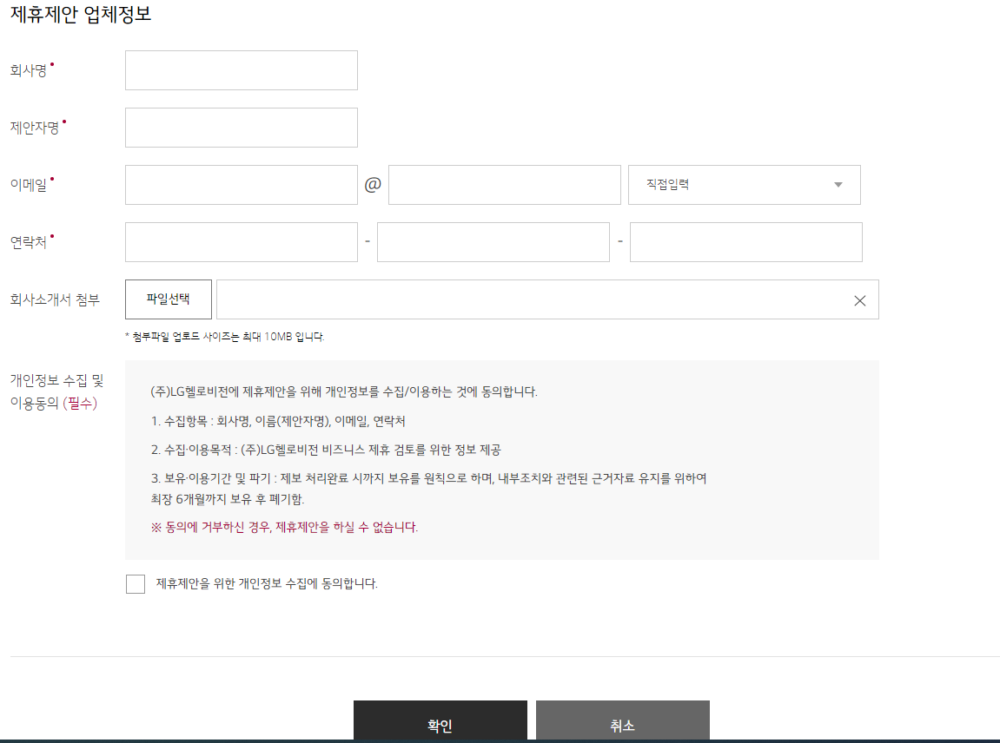 제휴제안 업체정보
회사명
제안자명
이메일 @ 직접입력
연락처 - -
회사소개서 첨부 파일선택
* 첨부파일 업로드 사이즈는 최대 10MB 입니다.
개인정보 수집 및
이용동의 (필수)
(주)LG헬로비전에 제휴제안을 위해 개인정보를 수집/이용하는 것에 동의합니다.
1. 수집항목 : 회사명, 이름(제안자명), 이메일, 연락처
2. 수집·이용목적 : (주)LG헬로비전 비즈니스 제휴 검토를 위한 정보 제공
3. 보유·이용기간 및 파기 : 제보 처리완료 시까지 보유를 원칙으로 하며, 내부조치와 관련된 근거자료 유지를 위하여
최장 6개월까지 보유 후 폐기함.
※ 동의에 거부하신 경우, 제휴제안을 하실 수 없습니다.
제휴제안을 위한 개인정보 수집에 동의합니다.
확인 취소